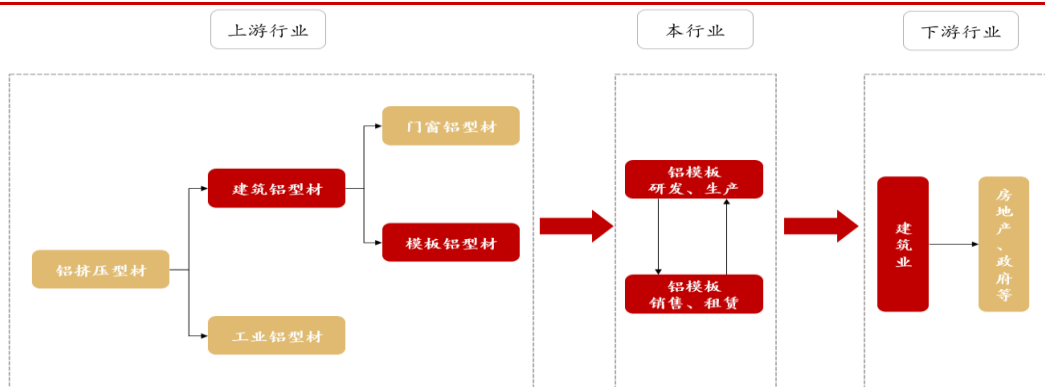 上游行业
本行业
下游行业
门窗铝型材
建筑铝型材
模板铝型材
铝挤压型材
工业铝型材
铝模板
研发、生产
铝模板
销售、租赁
建筑业
房地产、政府等